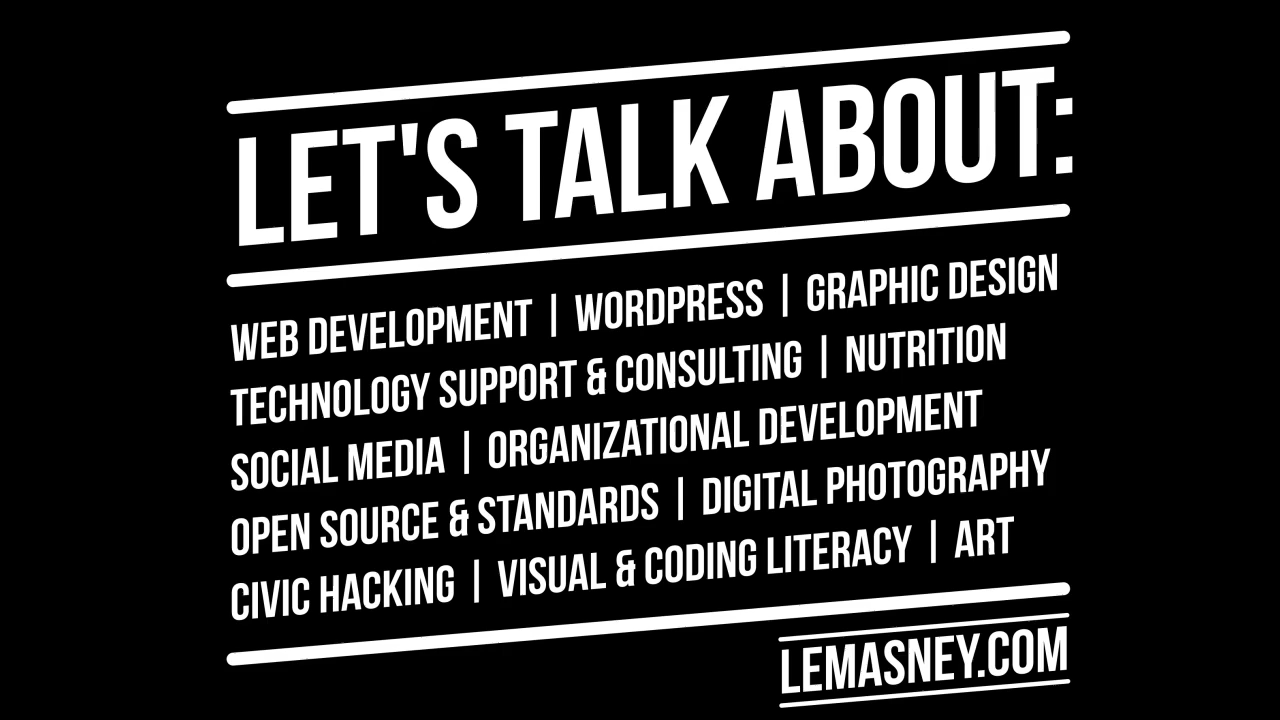 LET'S TALK ABOUT:
WEB DEVELOPMENT | WORDPRESS | GRAPHIC DESIGN
TECHNOLOGY SUPPORT & CONSULTING | NUTRITION
SOCIAL MEDIA | ORGANIZATIONAL DEVELOPMENT
OPEN SOURCE & STANDARDS | DIGITAL PHOTOGRAPHY
CIVIC HACKING | VISUAL & CODING LITERACY | ART
LEMASNEY.COM